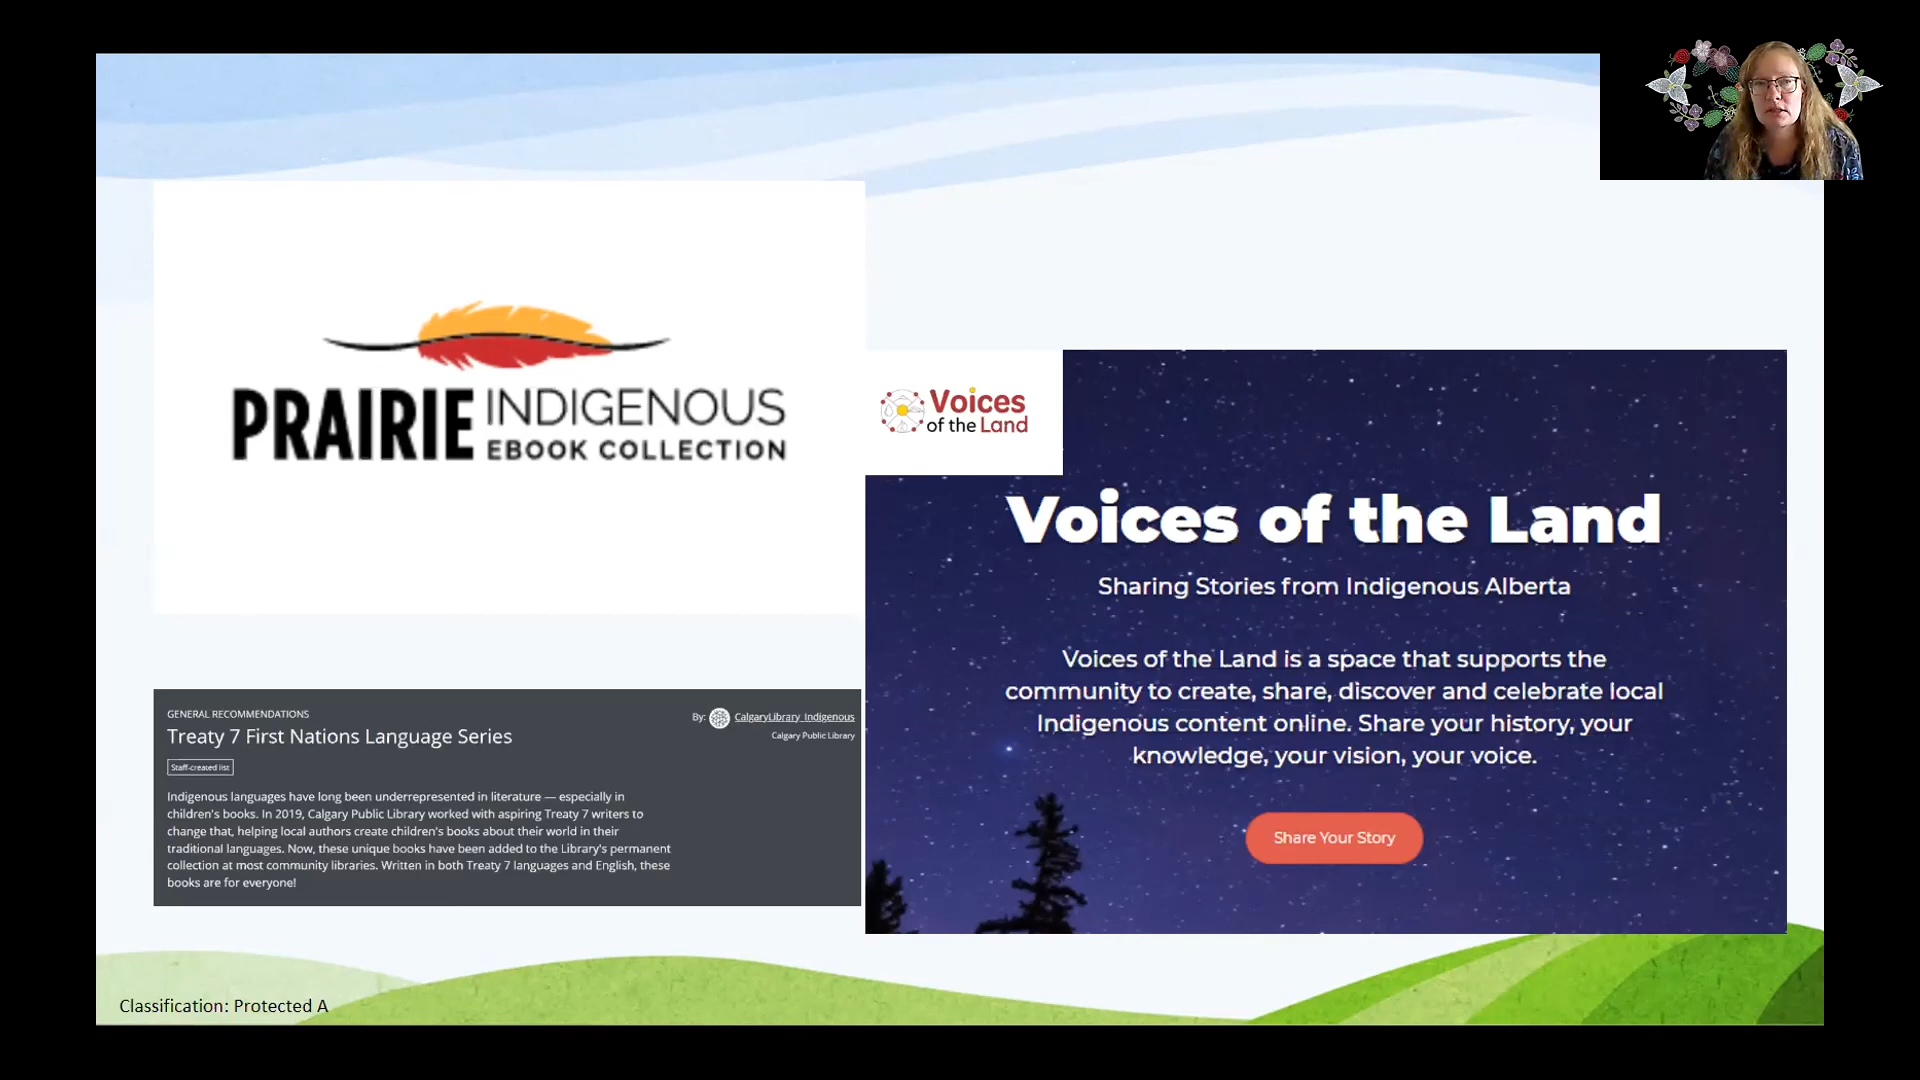 PRAIRIE INDIGENOUS
EBOOK COLLECTION
Voices
of the Land
Voices of the Land
Sharing Stories from Indigenous Alberta
Voices of the Land is a space that supports the
community to create, share, discover and celebrate local
Indigenous content online. Share your history, your
knowledge, your vision, your voice.
Share Your Story
GENERAL RECOMMENDATIONS
Treaty 7 First Nations Language Series
By: CalgaryLibrary_Indigenous
Calgary Public Library
Staff-created list
Indigenous languages have long been underrepresented in literature — especially in
children's books. In 2019, Calgary Public Library worked with aspiring Treaty 7 writers to
change that, helping local authors create children's books about their world in their
traditional languages. Now, these unique books have been added to the Library's permanent
collection at most community libraries. Written in both Treaty 7 languages and English, these
books are for everyone!
Classification: Protected A